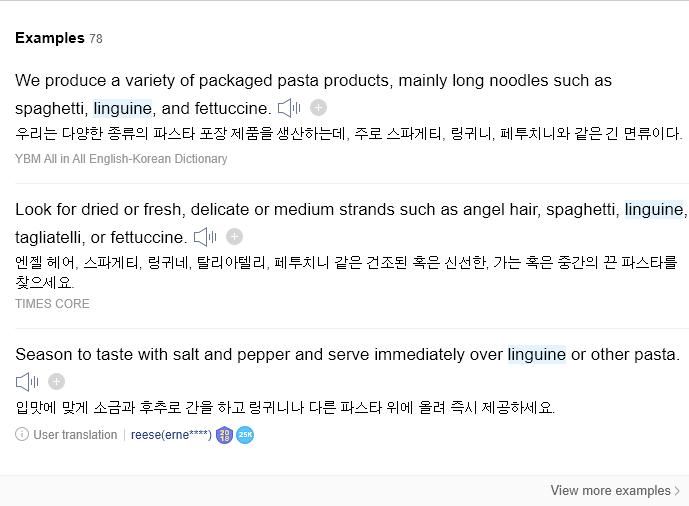 Examples 78
We produce a variety of packaged pasta products, mainly long noodles such as
spaghetti, linguine, and fettuccine.
우리는 다양한 종류의 파스타 포장 제품을 생산하는데, 주로 스파게티, 링귀니, 페투치니와 같은 긴 면류이다.
YBM All in All English-Korean Dictionary
Look for dried or fresh, delicate or medium strands such as angel hair, spaghetti, linguine,
tagliatelli, or fettuccine.
엔젤 헤어, 스파게티, 링귀네, 탈리아텔리, 페투치니 같은 건조된 혹은 신선한, 가는 혹은 중간의 끈 파스타를
찾으세요.
TIMES CORE
Season to taste with salt and pepper and serve immediately over linguine or other pasta.
입맛에 맞게 소금과 후추로 간을 하고 링귀니나 다른 파스타 위에 올려 즉시 제공하세요.
User translation reese(erne****) 2018 25K
View more examples